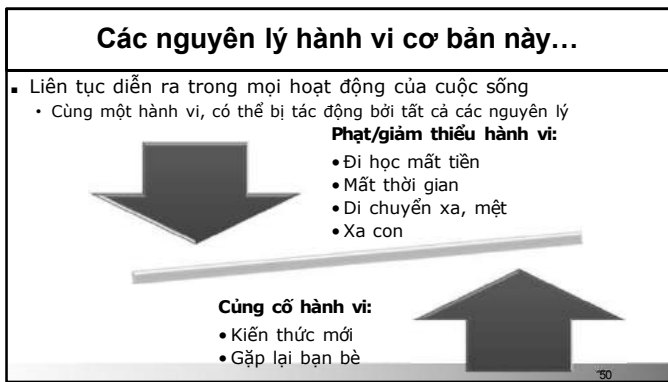 Các nguyên lý hành vi cơ bản này...
▪ Liên tục diễn ra trong mọi hoạt động của cuộc sống
• Cùng một hành vi, có thể bị tác động bởi tất cả các nguyên lý
Phạt/giảm thiểu hành vi:
• Đi học mất tiền
• Mất thời gian
• Di chuyển xa, mệt
• Xa con
Củng cố hành vi:
• Kiến thức mới
• Gặp lại bạn bè
50